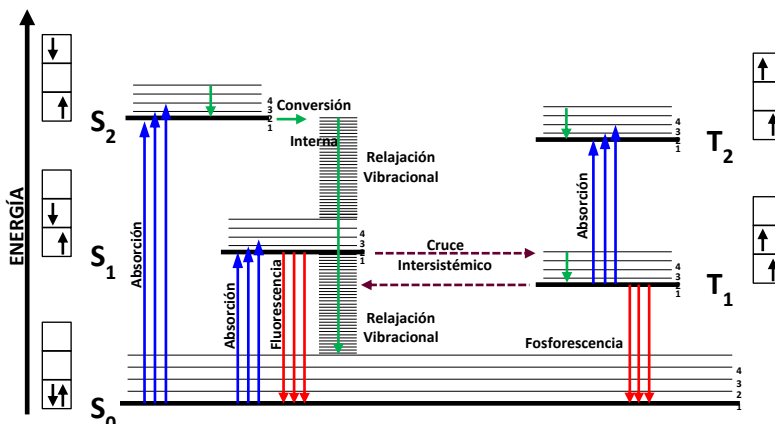 ENERGÍA
S2
4
3
2
1
Conversión
Interna
Relajación
Vibracional
4
3
2
1
T2
Absorción
Absorción
S1
4
3
2
1
Cruce
Intersistémico
4
3
2
1
T1
Absorción
Fluorescencia
Relajación
Vibracional
Fosforescencia
4
3
2
1
S0